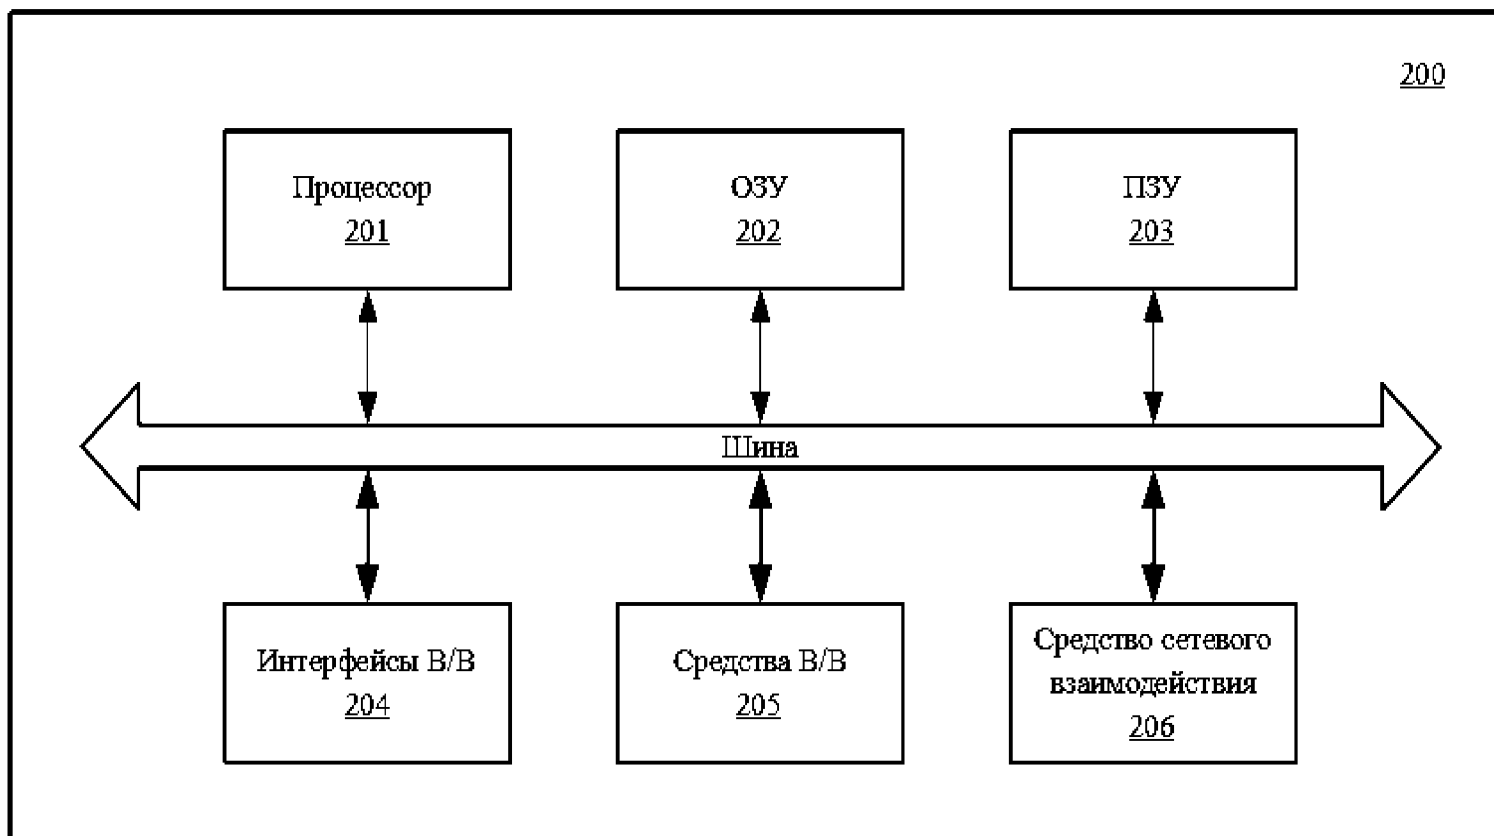 200
Процессор
201
ОЗУ
202
ПЗУ
203
Шина
Интерфейсы В/В
204
Средства В/В
205
Средство сетевого
взаимодействия
206